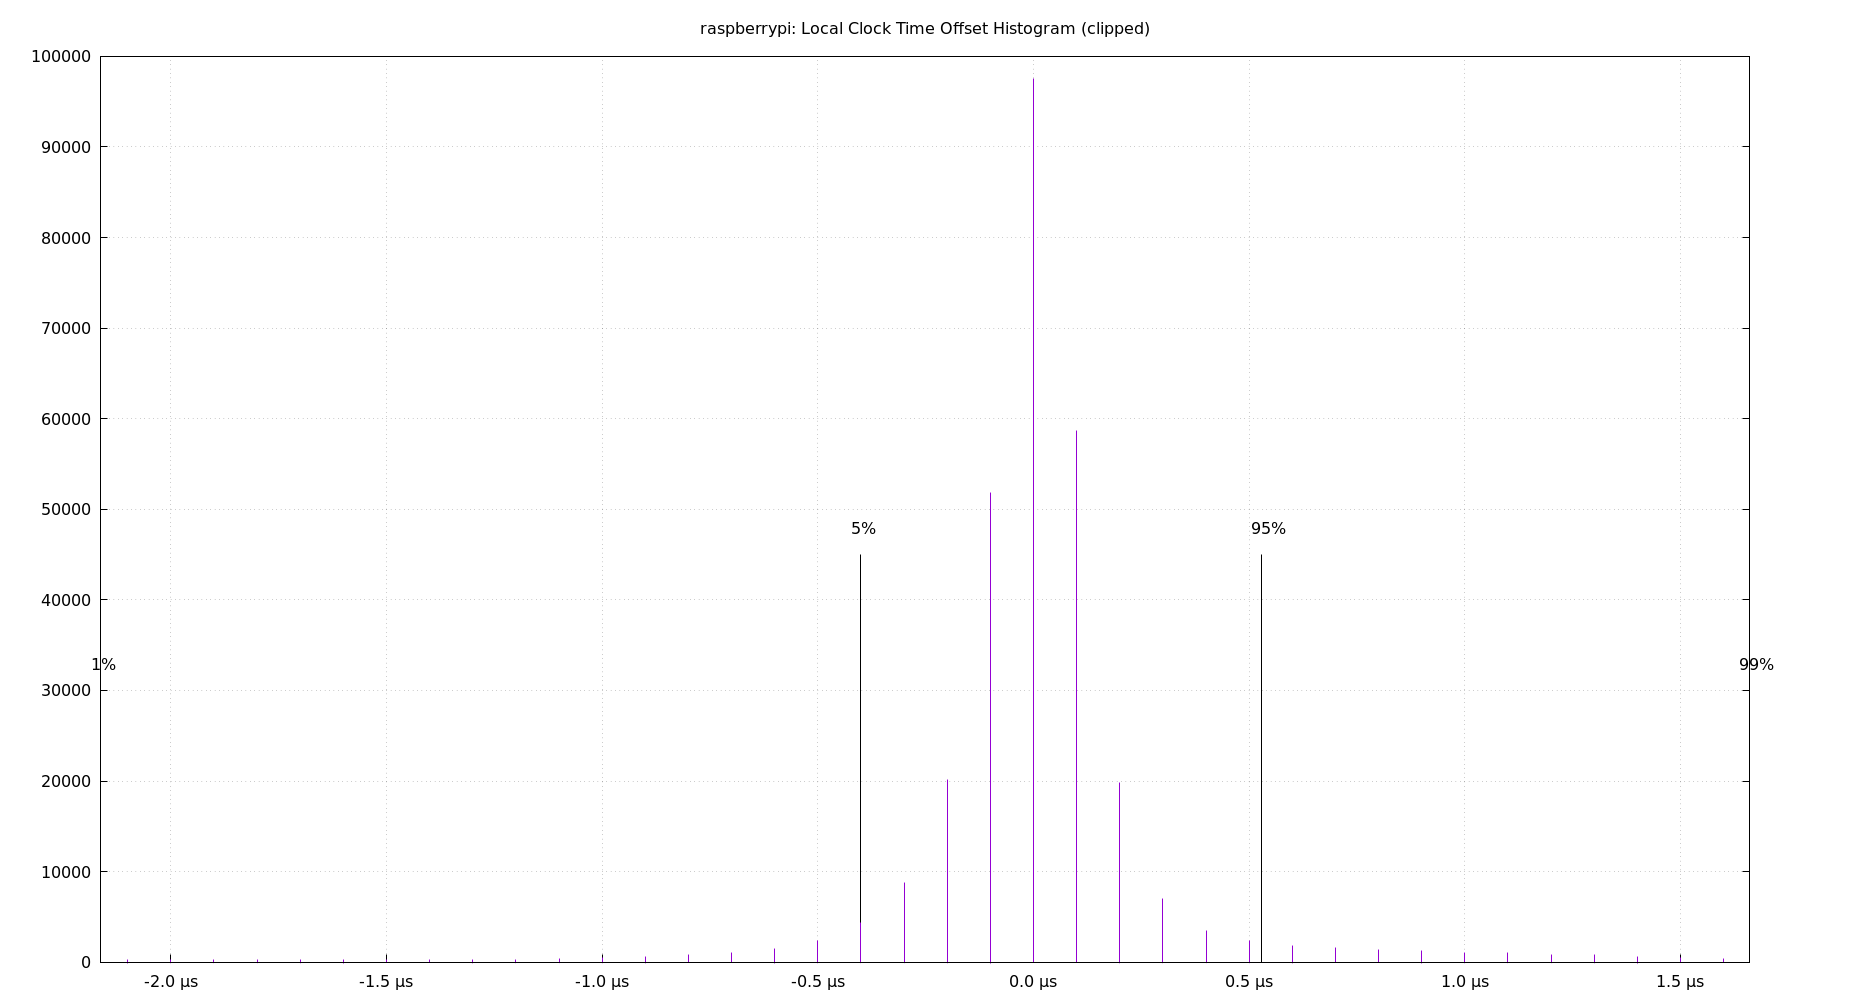 raspberrypi: Local Clock Time Offset Histogram (clipped)
100000
90000
80000
70000
60000
50000
5%
95%
40000
1%
99%
30000
20000
10000
0
-2.0 µs
-1.5 µs
-1.0 µs
-0.5 µs
0.0 µs
0.5 µs
1.0 µs
1.5 µs